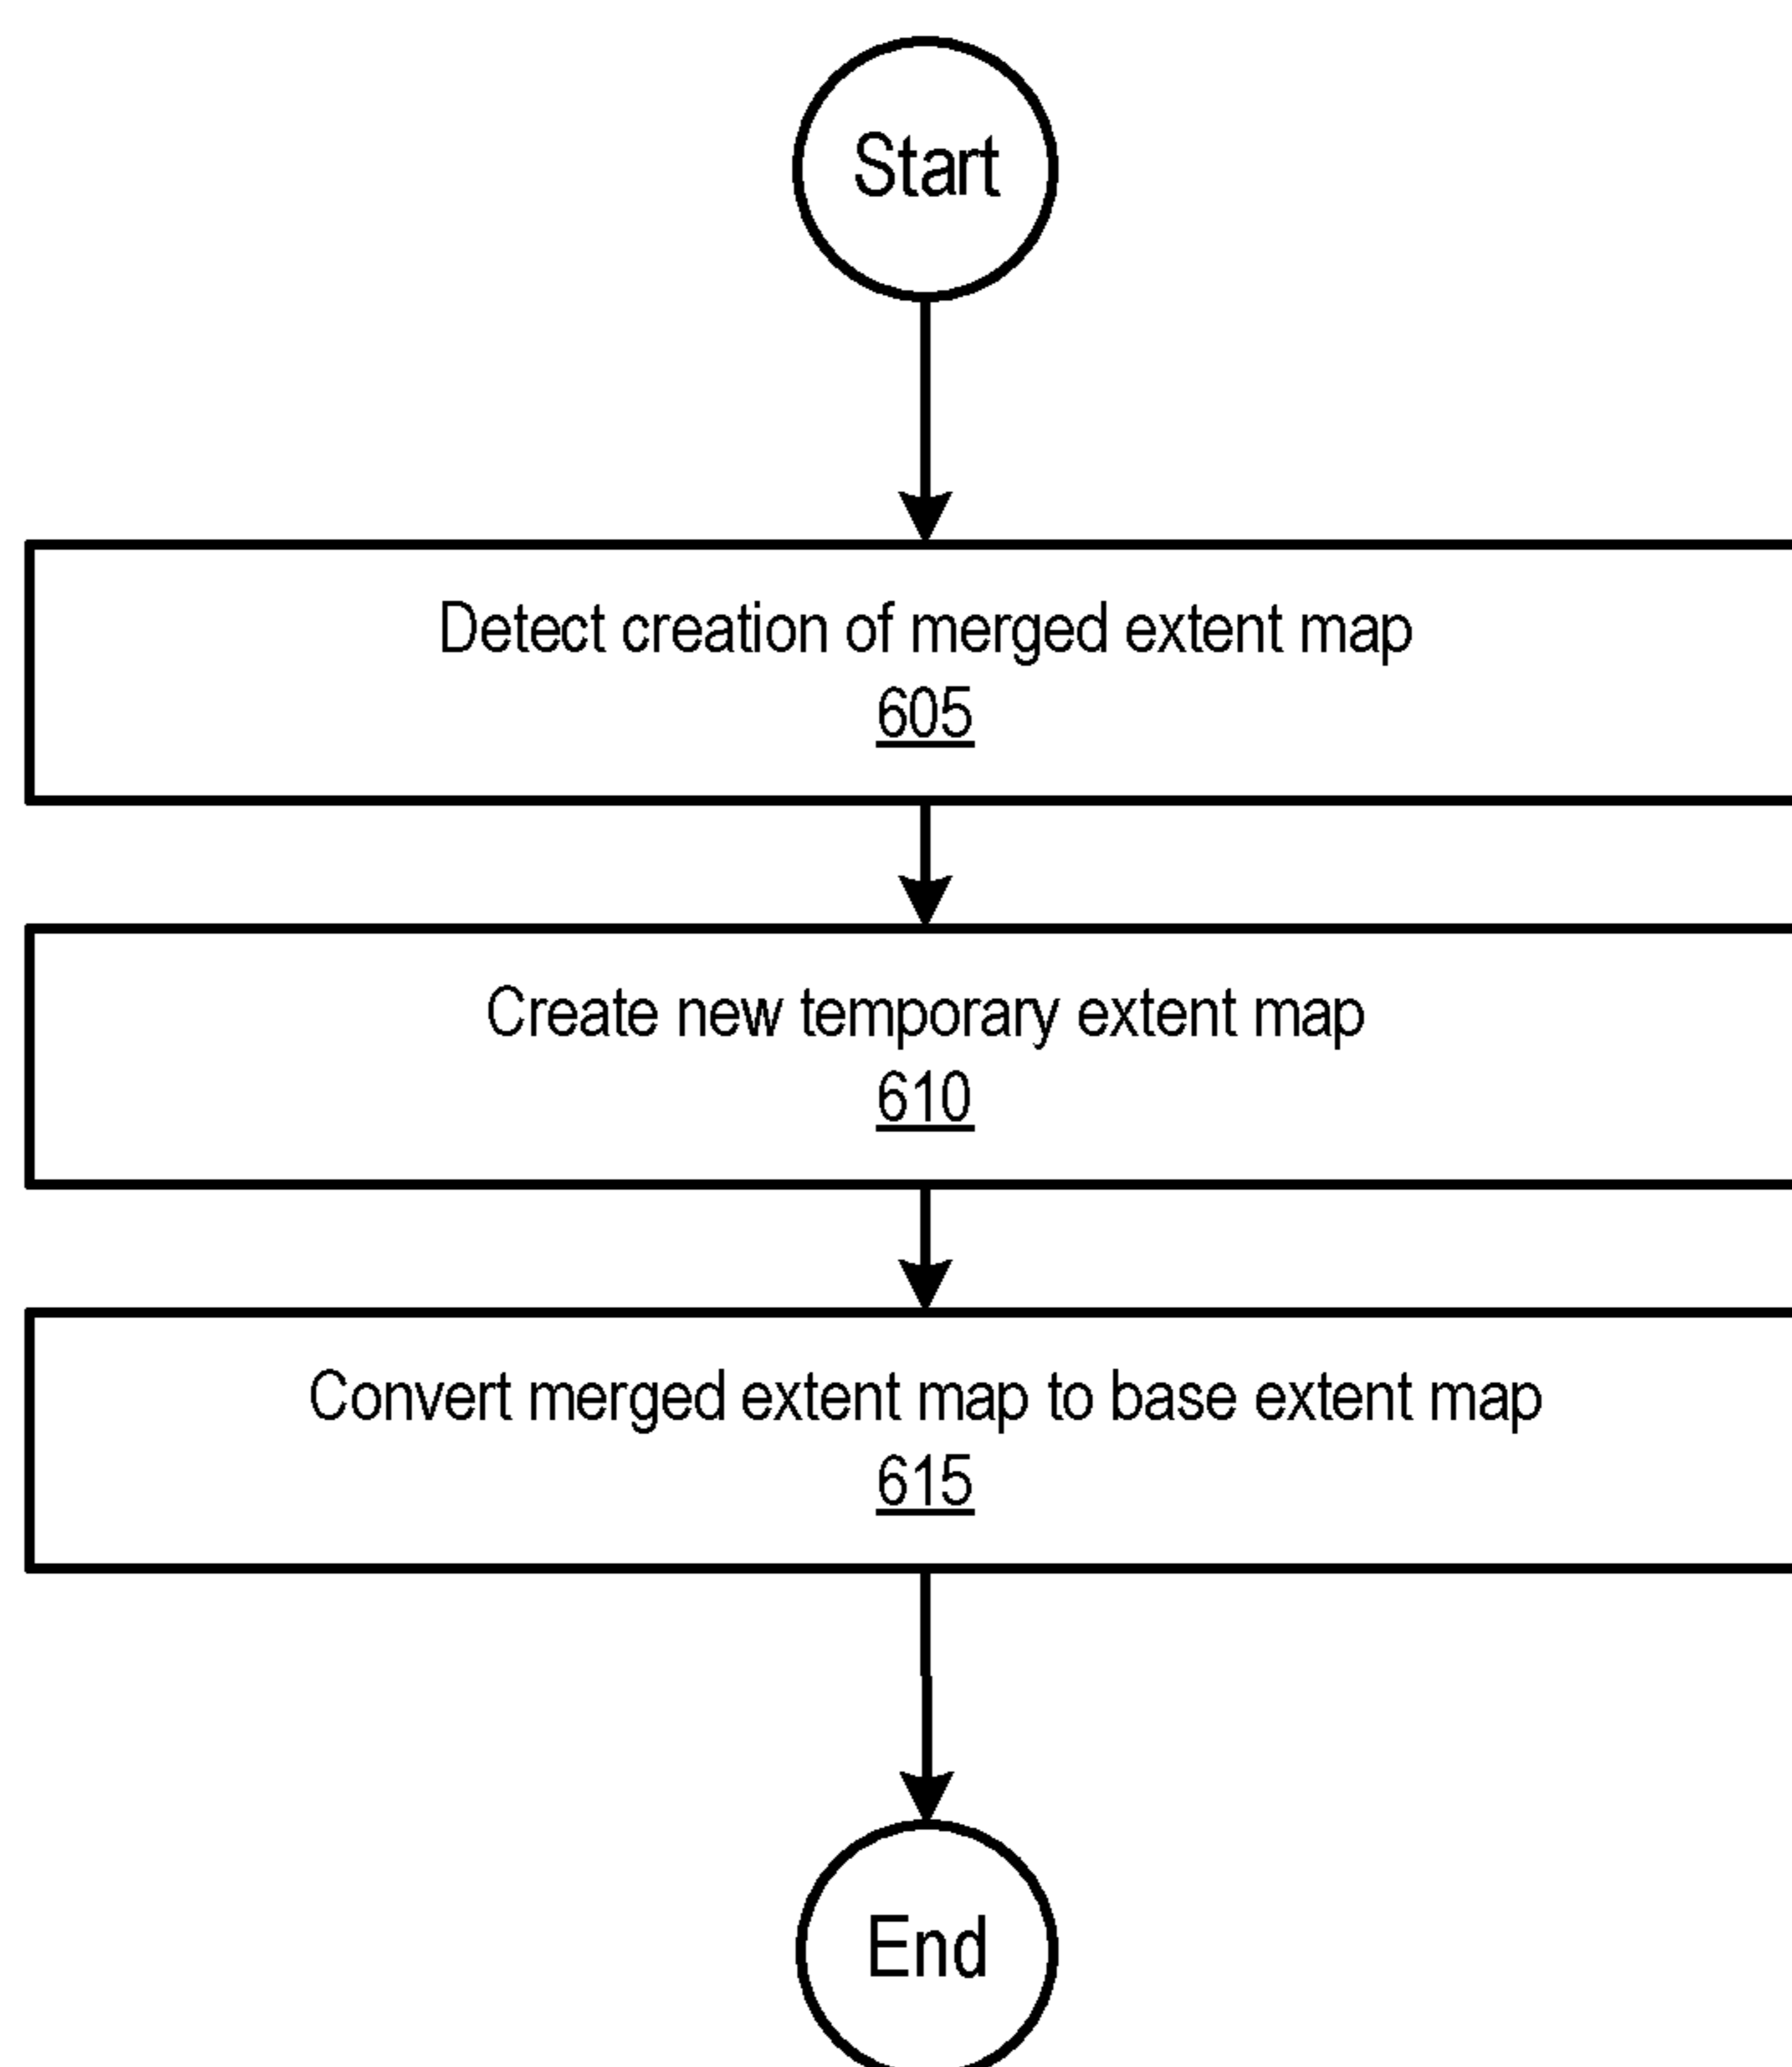 Start
Detect creation of merged extent map
605
Create new temporary extent map
610
Convert merged extent map to base extent map
615
End